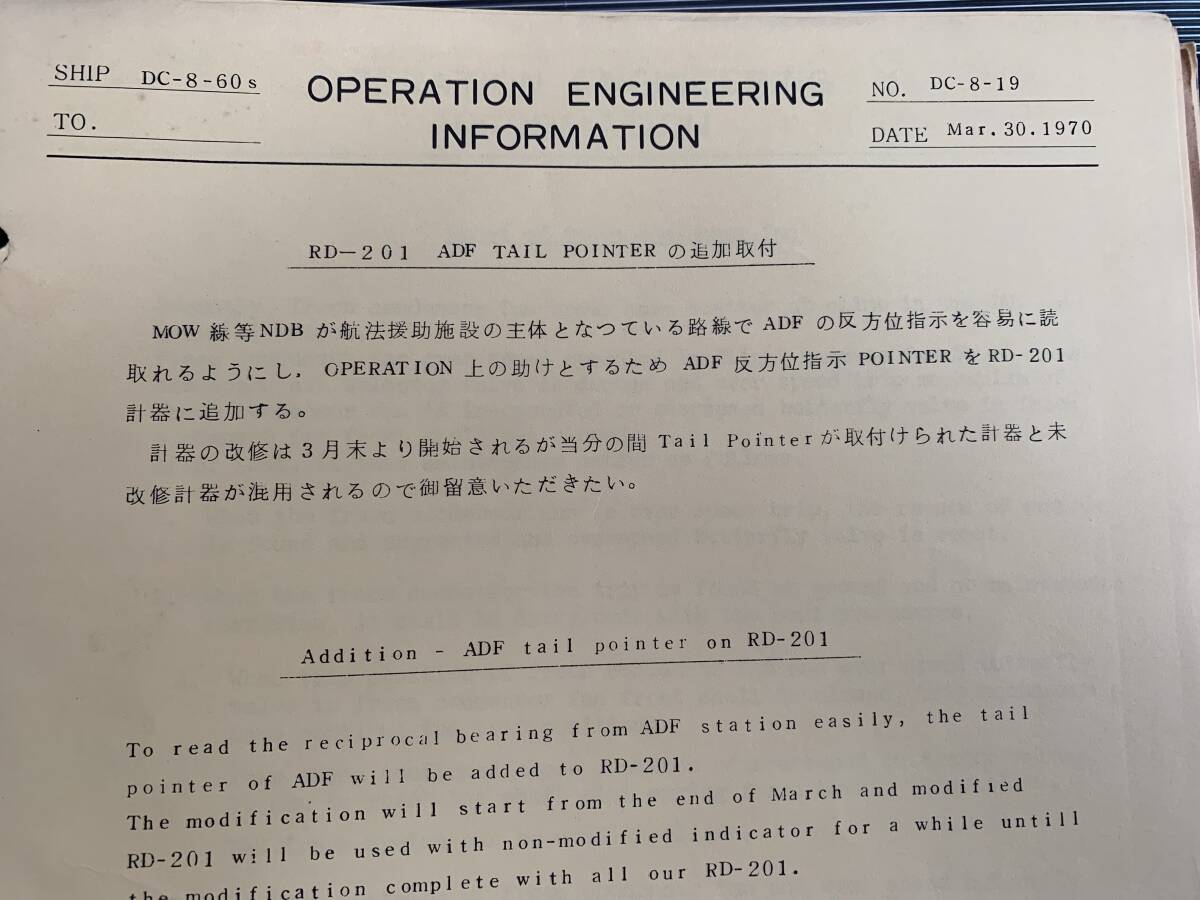 SHIP DC-8-60s
TO.
OPERATION ENGINEERING
INFORMATION
NO. DC-8-19
DATE Mar.30.1970
RD-201 ADF TAIL POINTER の追加取付
MOW 線等NDB が航法援助施設の主体となつている路線で ADF の反方位指示を容易に読
取れるようにし, OPERATION 上の助けとするため ADF 反方位指示 POINTER を RD-201
計器に追加する。
計器の改修は3月末より開始されるが当分の間 Tail Pointer が取付けられた計器と未
改修計器が混用されるので御留意いただきたい。
Addition - ADF tail pointer on RD-201
To read the reciprocal bearing from ADF station easily, the tail
pointer of ADF will be added to RD-201.
The modification will start from the end of March and modified
RD-201 will be used with non-modified indicator for a while untill
the modification complete with all our RD-201.